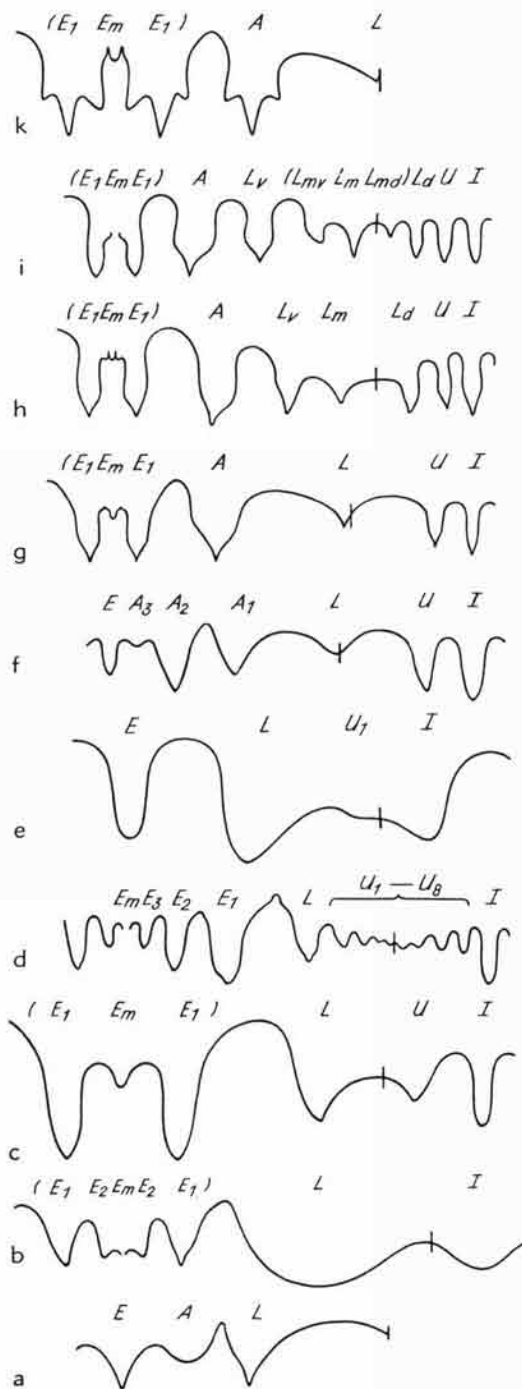 (E1 Em E1) A L
k
(E1 Em E1) A Lv (Lmv Lm Lmd) Ld U I
i
(E1 Em E1) A Lv Lm Ld U I
h
(E1 Em E1 A L U I
g
E A3 A2 A1 L U I
f
E L U1 I
e
Em E3 E2 E1 L U1 — U8 I
d
(E1 Em E1) L U I
c
(E1 E2 Em E2 E1) L I
b
E A L
a